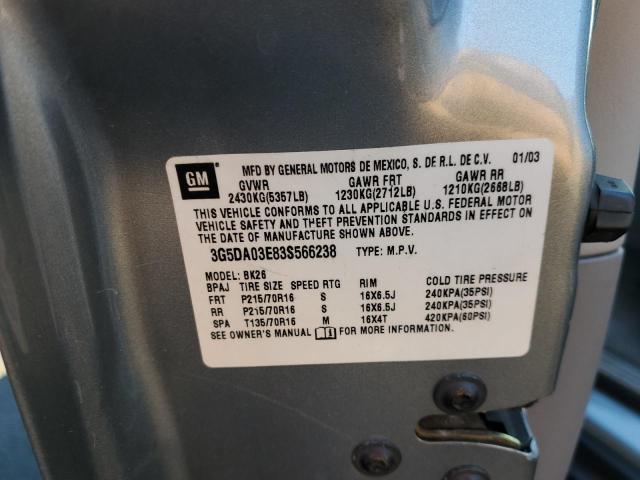 GM
MFD BY GENERAL MOTORS DE MEXICO, S. DE R.L. DE C.V. 01/03
GVWR GAWR FRT GAWR RR
2430KG(5357LB) 1230KG(2712LB) 1210KG(2668LB)
THIS VEHICLE CONFORMS TO ALL APPLICABLE U.S. FEDERAL MOTOR
VEHICLE SAFETY AND THEFT PREVENTION STANDARDS IN EFFECT ON
THE DATE OF MANUFACTURE SHOWN ABOVE.
3G5DA03E83S566238 TYPE: M.P.V.
MODEL: BK26
BPAJ TIRE SIZE SPEED RTG RIM COLD TIRE PRESSURE
FRT P215/70R16 S 16X6.5J 240KPA(35PSI)
RR P215/70R16 S 16X6.5J 240KPA(35PSI)
SPA T135/70R16 M 16X4T 420KPA(60PSI)
SEE OWNER'S MANUAL FOR MORE INFORMATION.